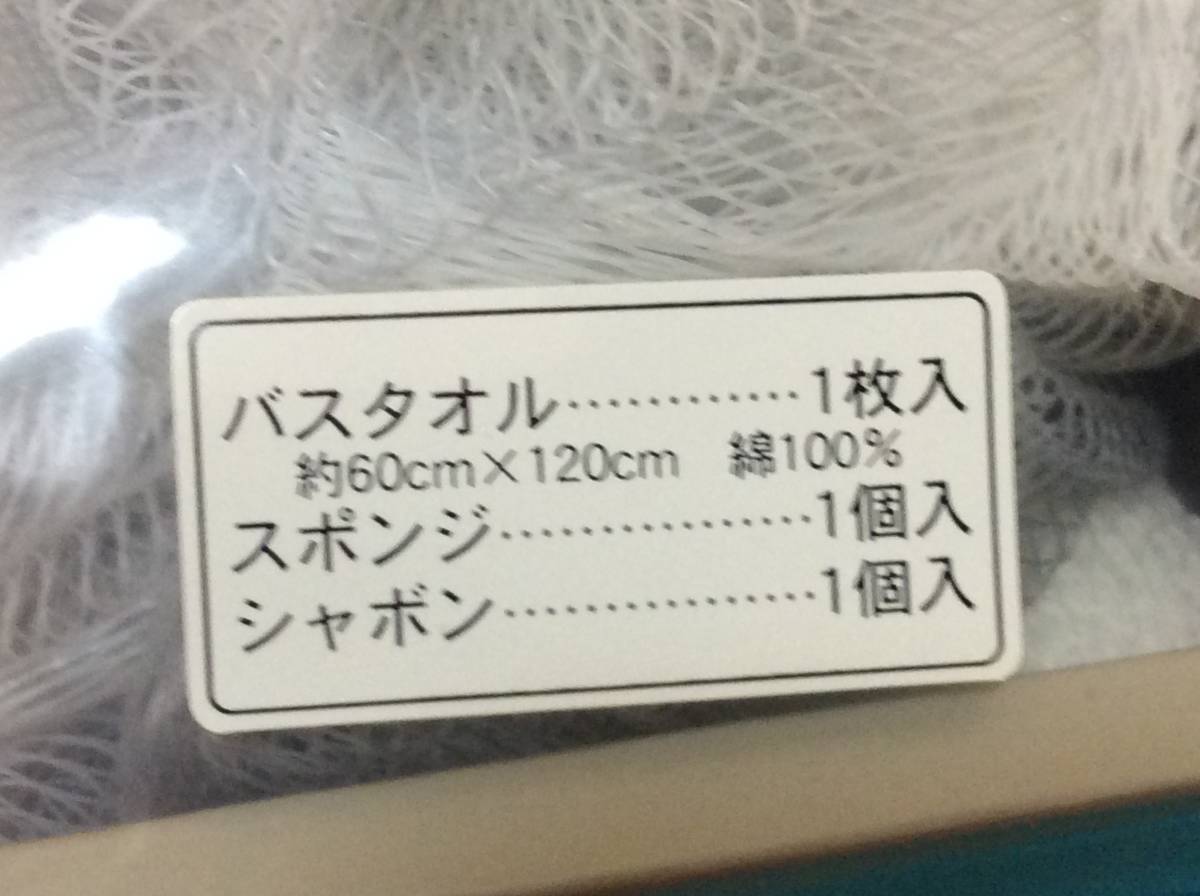 バスタオル…………1枚入
約60cm×120cm 綿100%
スポンジ……………1個入
シャボン……………1個入